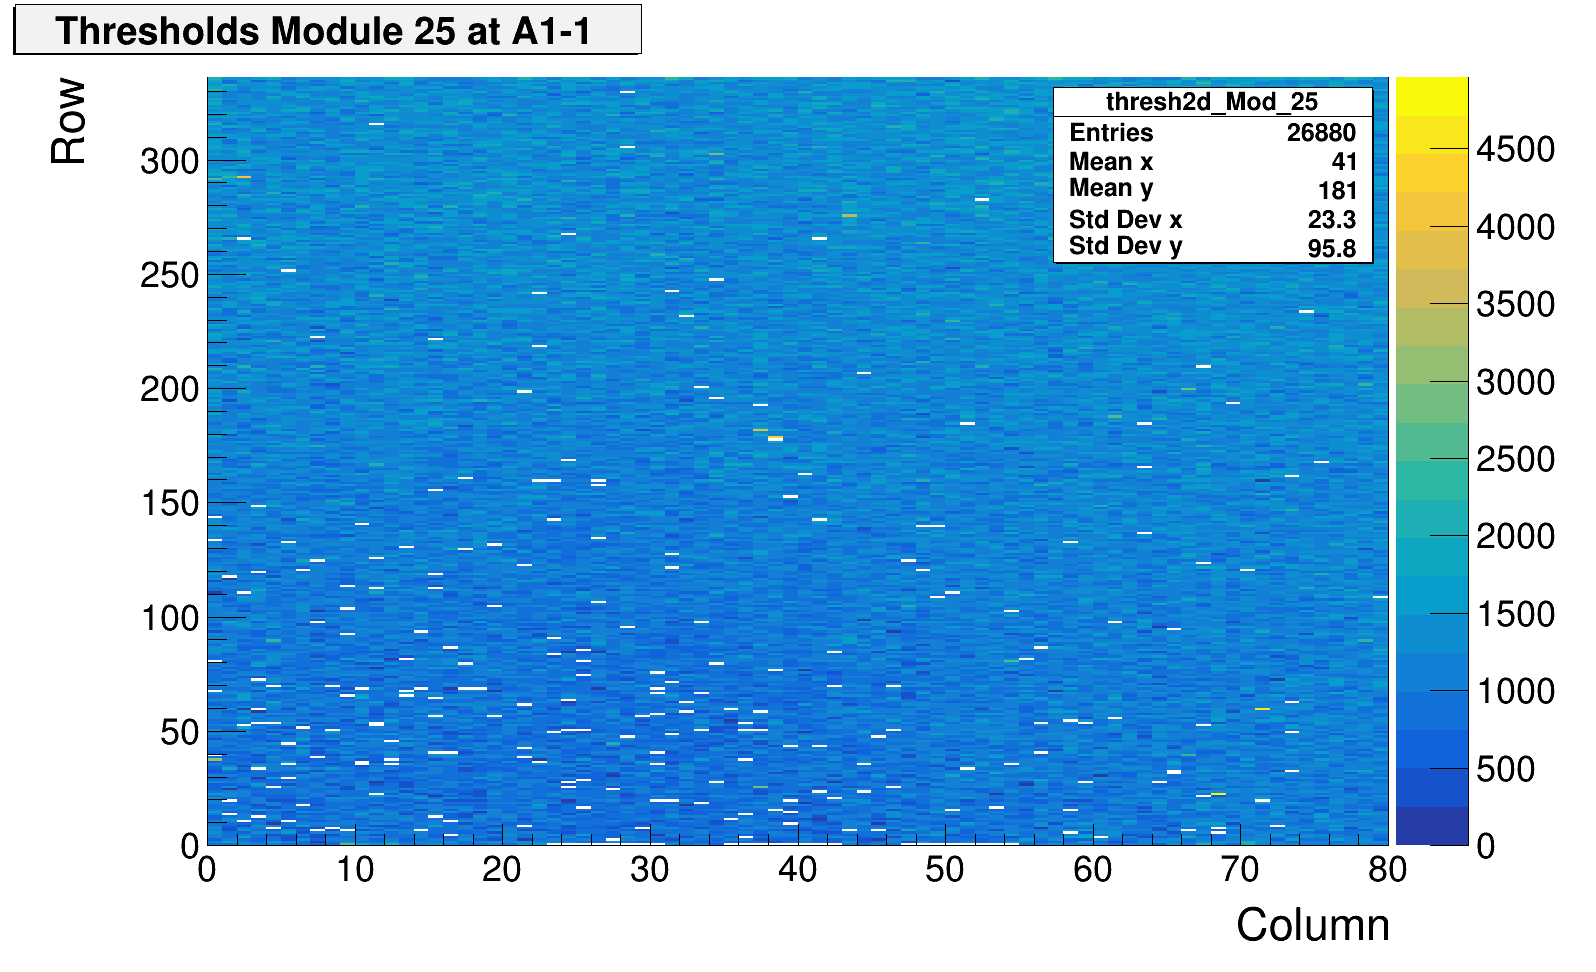 Thresholds Module 25 at A1-1
Row
thresh2d_Mod_25
Entries 26880
Mean x 41
Mean y 181
Std Dev x 23.3
Std Dev y 95.8
300
250
200
150
100
50
0
0 10 20 30 40 50 60 70 80
Column
4500
4000
3500
3000
2500
2000
1500
1000
500
0